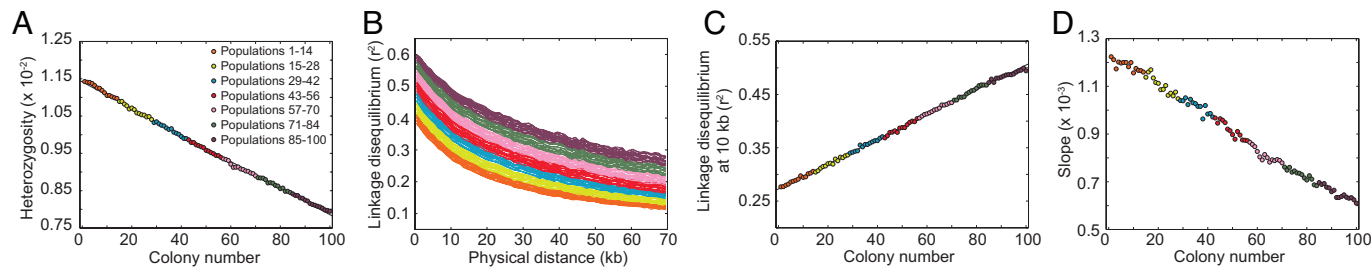 A
Heterozygosity (x 10⁻²)
1.25
1.15
1.05
0.95
0.85
0.75
0 20 40 60 80 100
Colony number
Populations 1-14
Populations 15-28
Populations 29-42
Populations 43-56
Populations 57-70
Populations 71-84
Populations 85-100
B
Linkage disequilibrium (r²)
0.6
0.5
0.4
0.3
0.2
0.1
0 10 20 30 40 50 60 70
Physical distance (kb)
C
Linkage disequilibrium
at 10 kb (r²)
0.55
0.45
0.35
0.25
0 20 40 60 80 100
Colony number
D
Slope (x 10⁻³)
1.3
1.1
0.9
0.7
0.5
0 20 40 60 80 100
Colony number